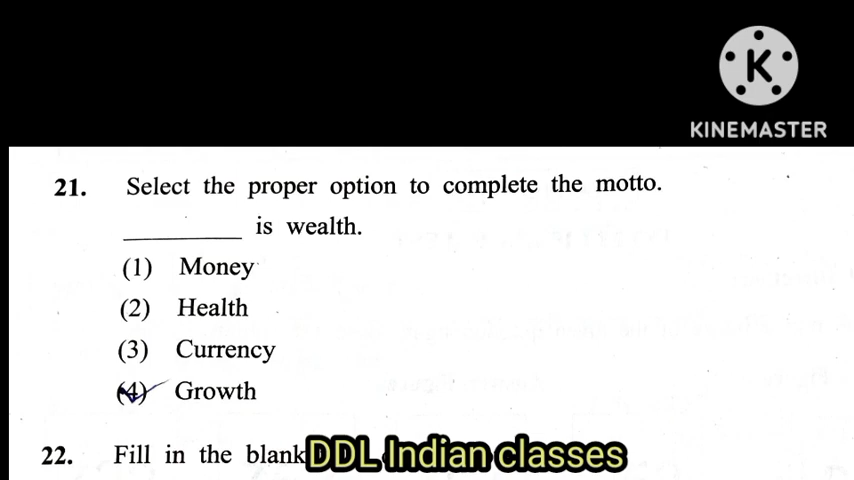 KINEMASTER
21. Select the proper option to complete the motto.
__________ is wealth.
(1) Money
(2) Health
(3) Currency
(4) Growth
22. Fill in the blank
DDL Indian classes